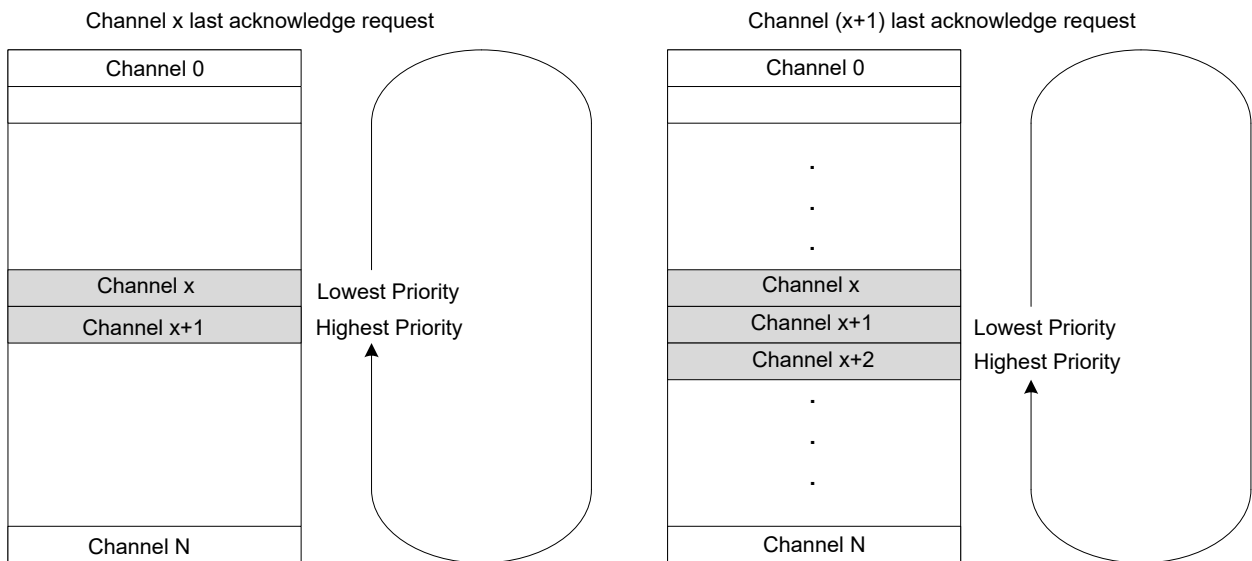 Channel x last acknowledge request
Channel 0
Channel x
Lowest Priority
Channel x+1
Highest Priority
Channel N
Channel (x+1) last acknowledge request
Channel 0
.
.
.
Channel x
Channel x+1
Lowest Priority
Channel x+2
Highest Priority
.
.
.
Channel N